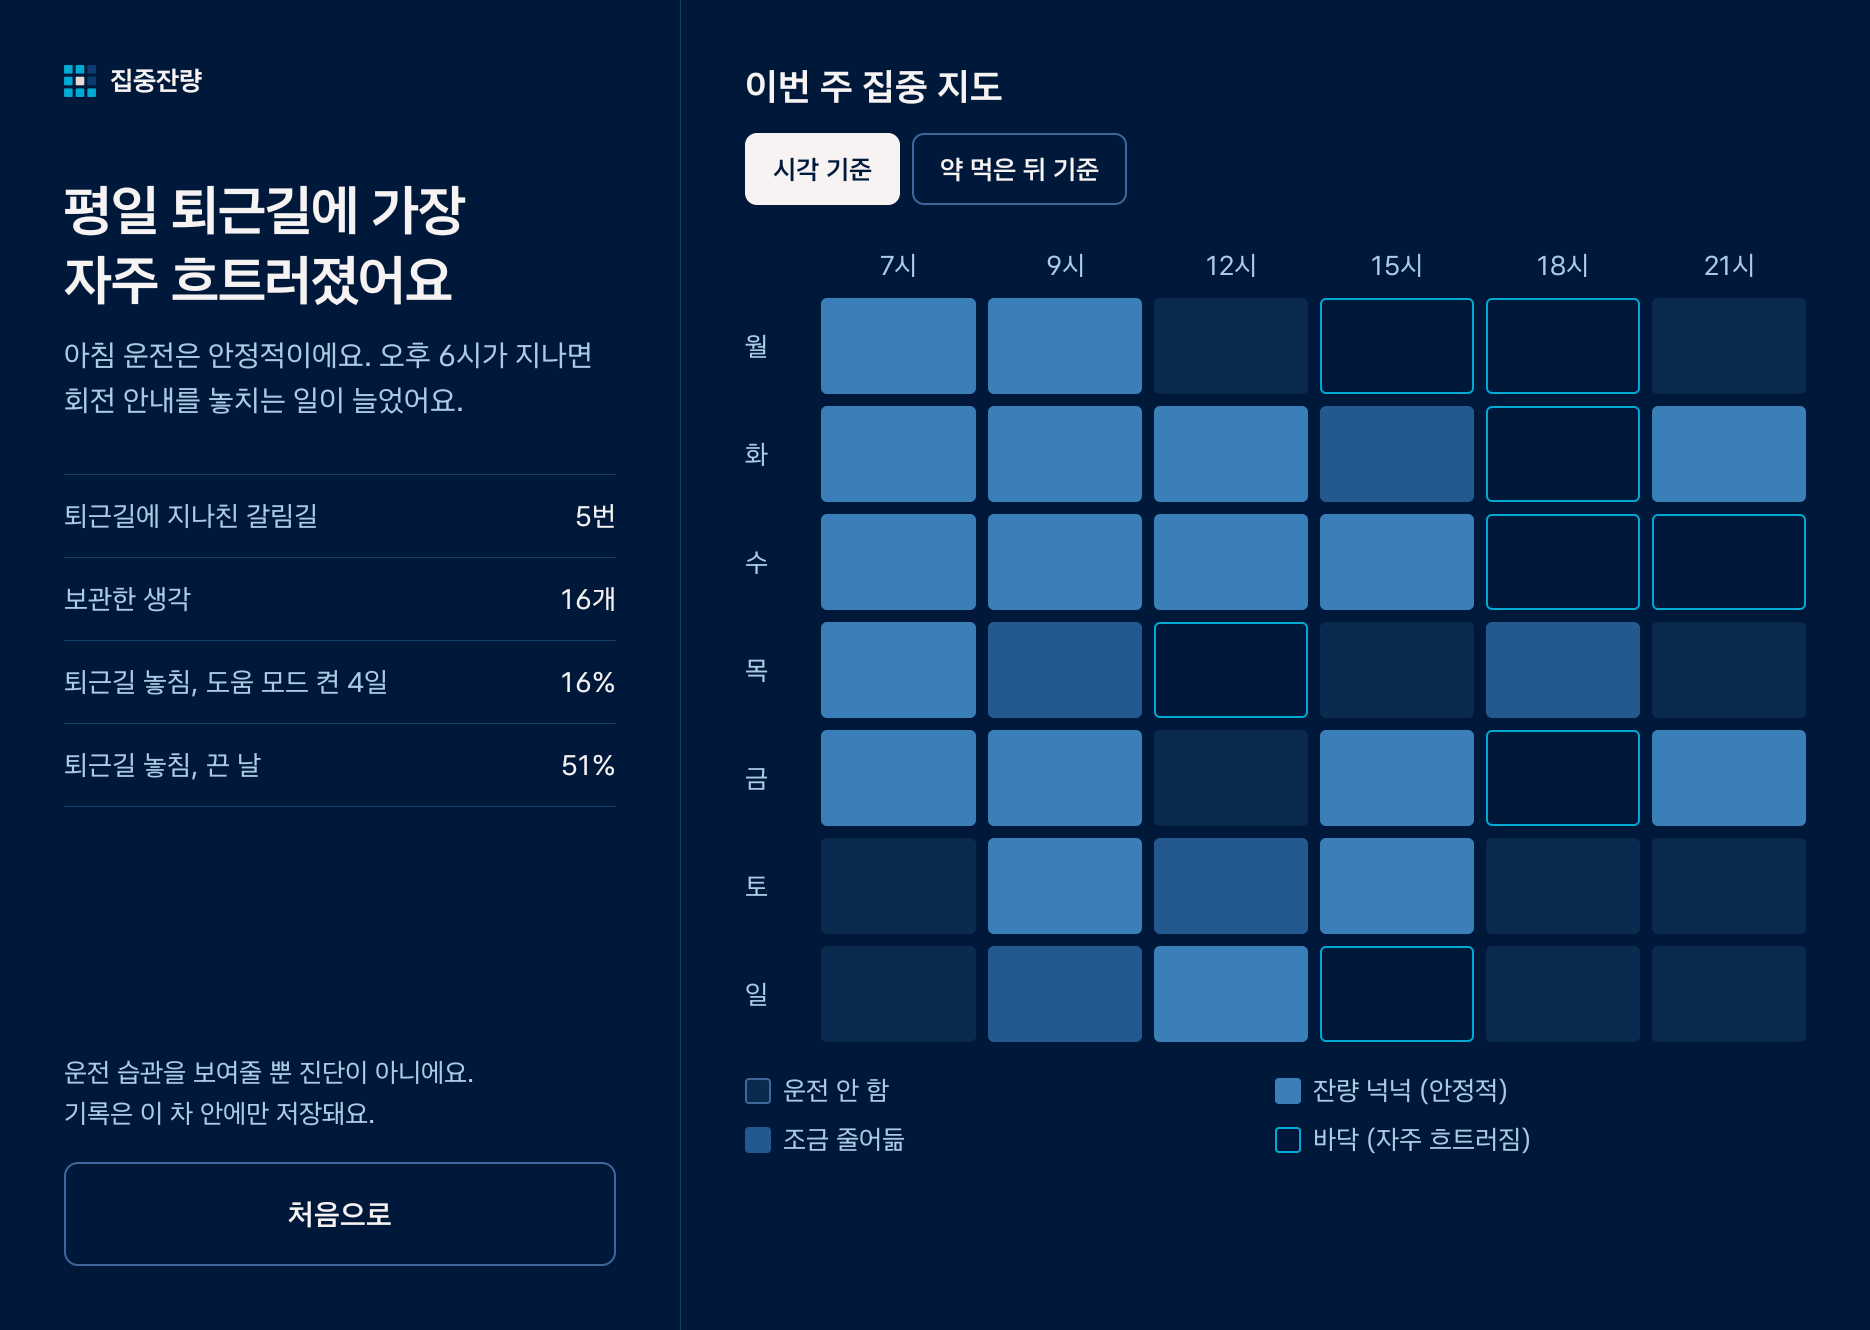 집중잔량
평일 퇴근길에 가장
자주 흐트러졌어요
아침 운전은 안정적이에요. 오후 6시가 지나면
회전 안내를 놓치는 일이 늘었어요.
퇴근길에 지나친 갈림길 5번
보관한 생각 16개
퇴근길 놓침, 도움 모드 켠 4일 16%
퇴근길 놓침, 끈 날 51%
운전 습관을 보여줄 뿐 진단이 아니에요.
기록은 이 차 안에만 저장돼요.
처음으로
이번 주 집중 지도
시각 기준 약 먹은 뒤 기준
7시 9시 12시 15시 18시 21시
월
화
수
목
금
토
일
운전 안 함 잔량 넉넉 (안정적)
조금 줄어듦 바닥 (자주 흐트러짐)